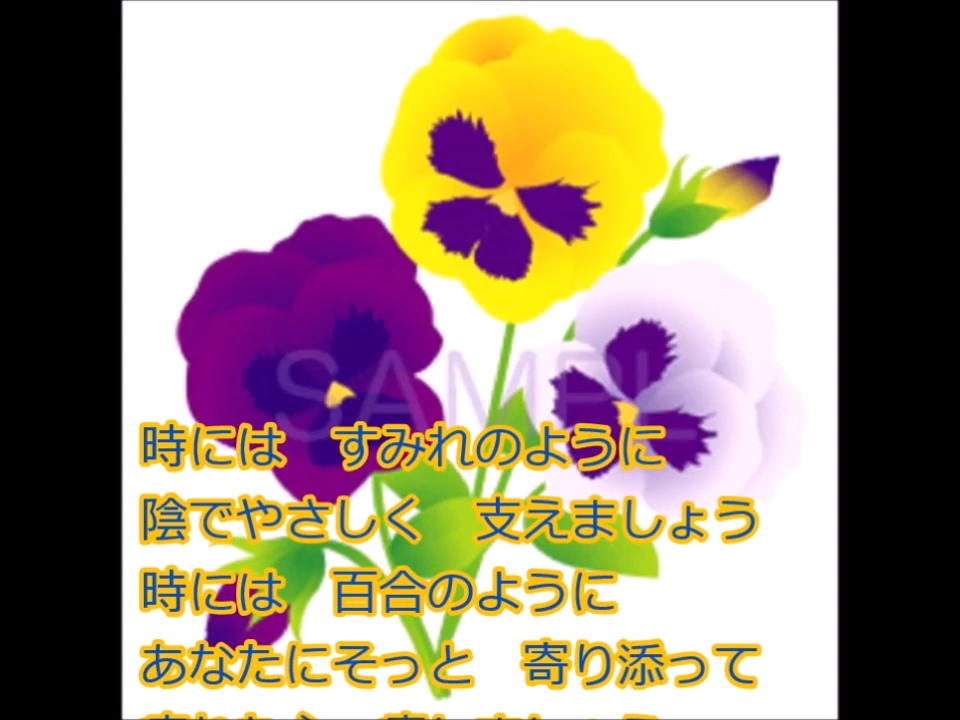 SAMPL
時には　すみれのように
陰でやさしく　支えましょう
時には　百合のように
あなたにそっと　寄り添って